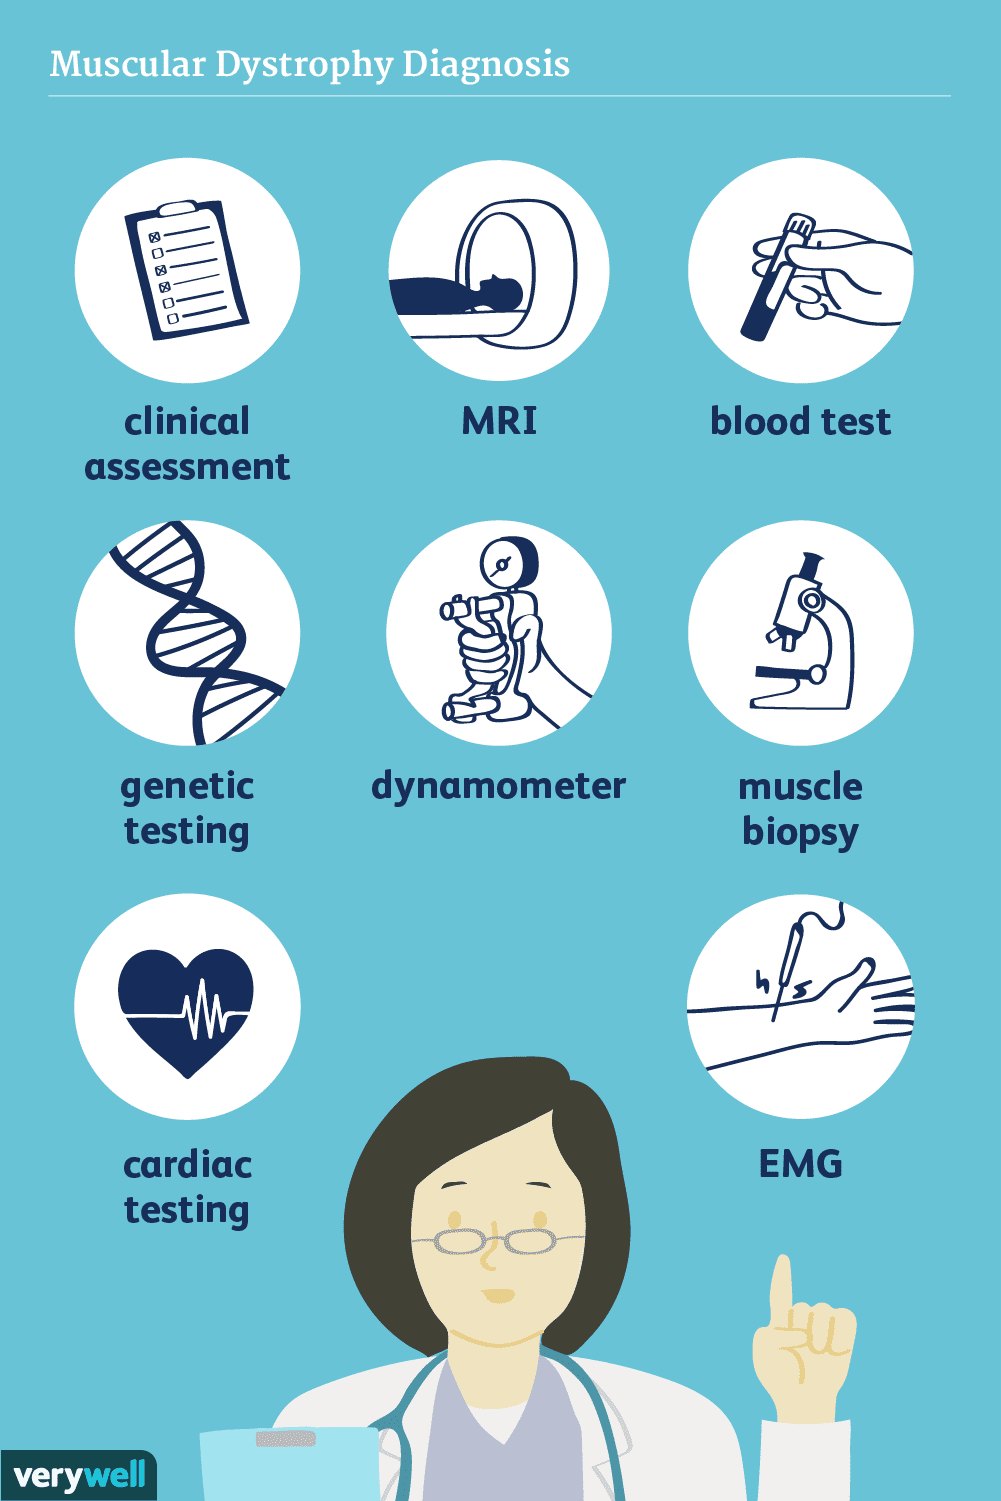 Muscular Dystrophy Diagnosis
clinical
assessment
MRI
blood test
genetic
testing
dynamometer
muscle
biopsy
cardiac
testing
EMG
verywell